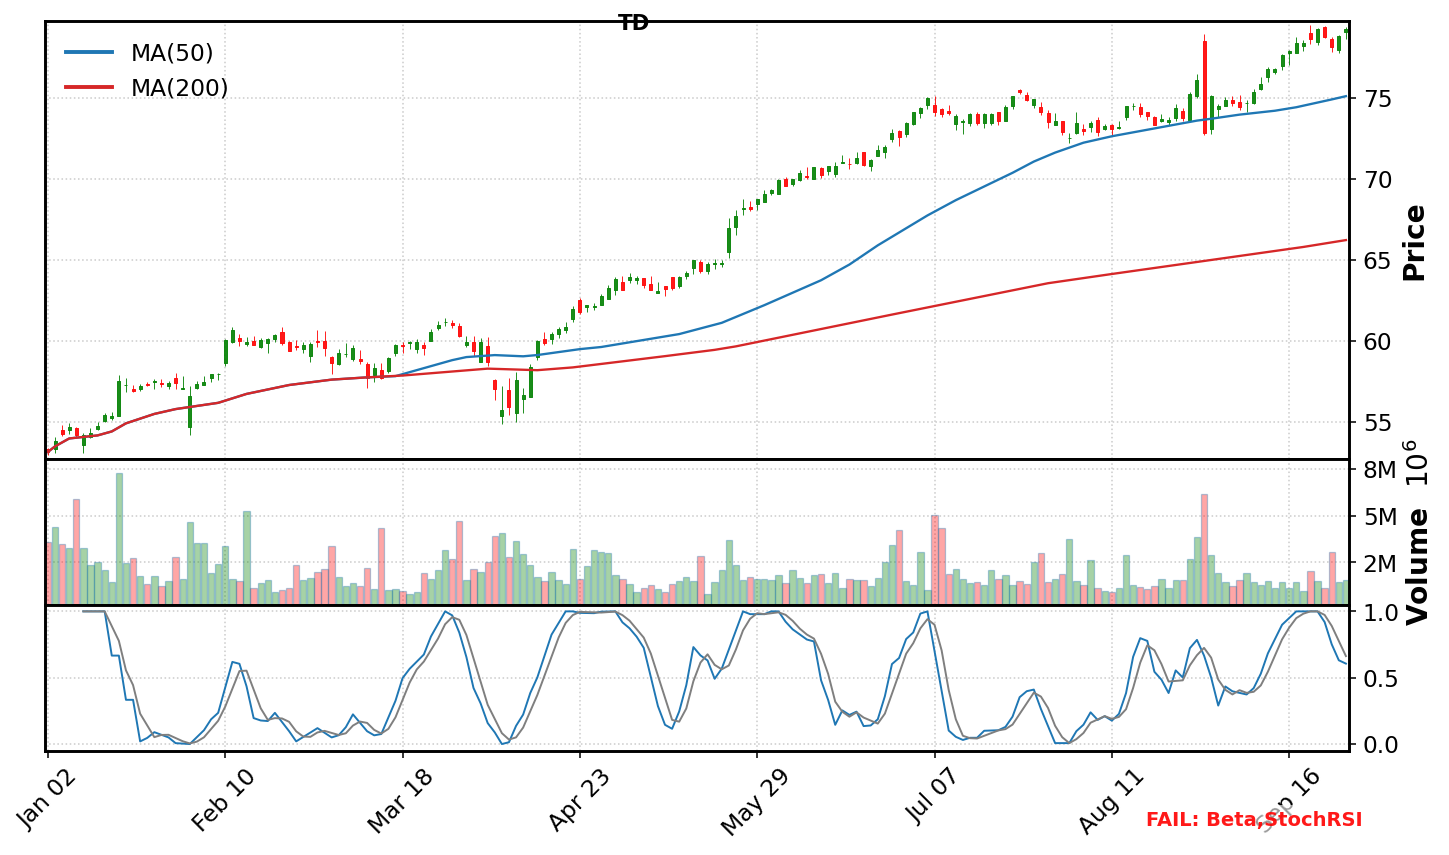 TD
MA(50)
MA(200)
75
70
65
60
55
Price
8M
5M
2M
Volume 10^6
1.0
0.5
0.0
Jan 02
Feb 10
Mar 18
Apr 23
May 29
Jul 07
Aug 11
Sep 16
FAIL: Beta,StochRSI